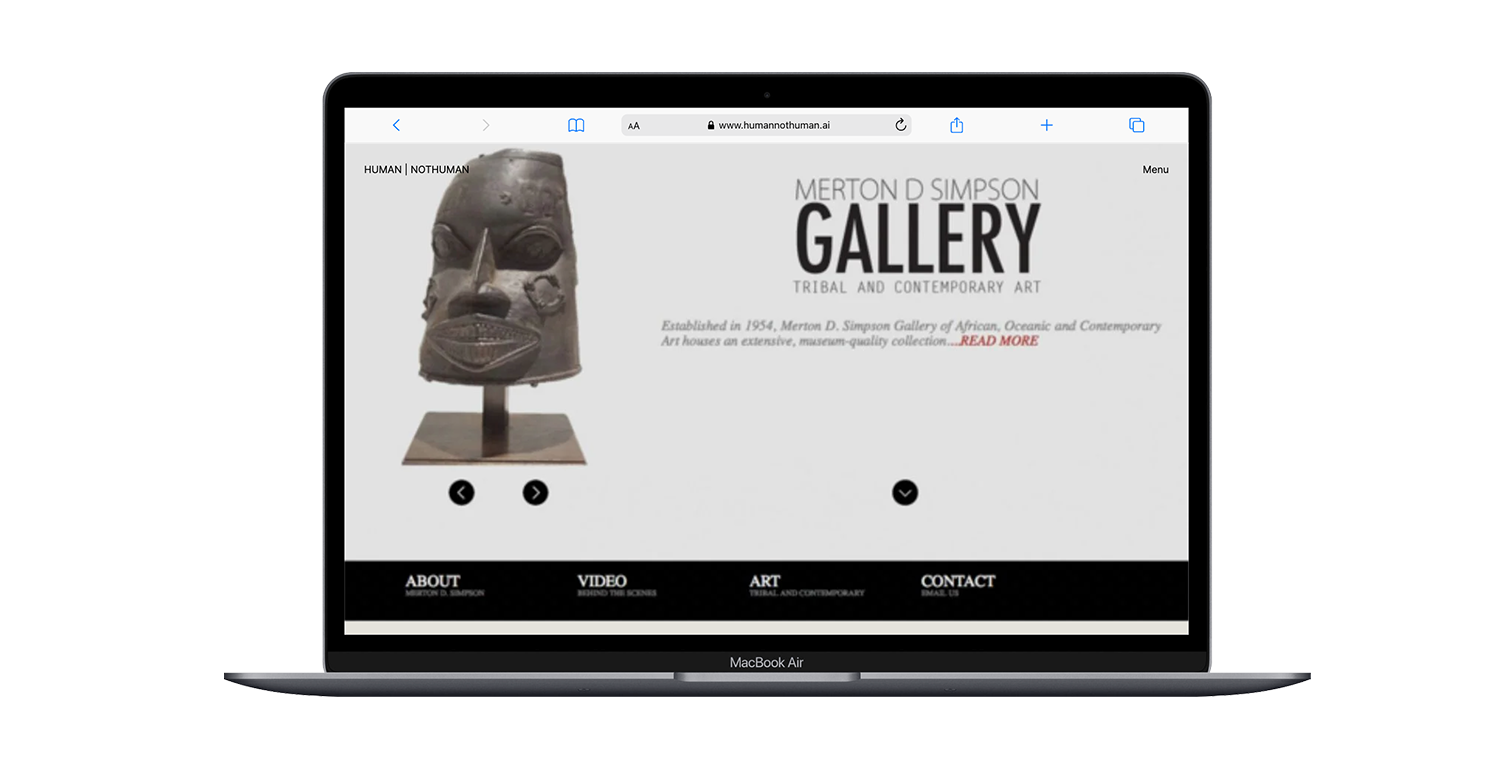 AA
www.humannothuman.ai
HUMAN | NOTHUMAN
Menu
MERTON D SIMPSON
GALLERY
TRIBAL AND CONTEMPORARY ART
Established in 1954, Merton D. Simpson Gallery of African, Oceanic and Contemporary
Art houses an extensive, museum-quality collection....READ MORE
ABOUT
MERTON D. SIMPSON
VIDEO
BEHIND THE SCENES
ART
TRIBAL AND CONTEMPORARY
CONTACT
EMAIL US
MacBook Air